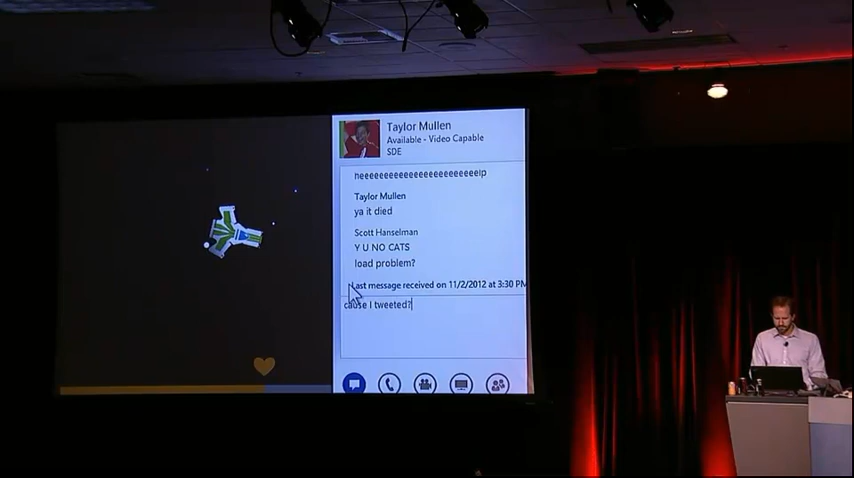 Taylor Mullen
Available - Video Capable
SDE
heeeeeeeeeeeeeeeeeeeeeeeeelp
Taylor Mullen
ya it died
Scott Hanselman
Y U NO CATS
load problem?
Last message received on 11/2/2012 at 3:30 PM
cause I tweeted?